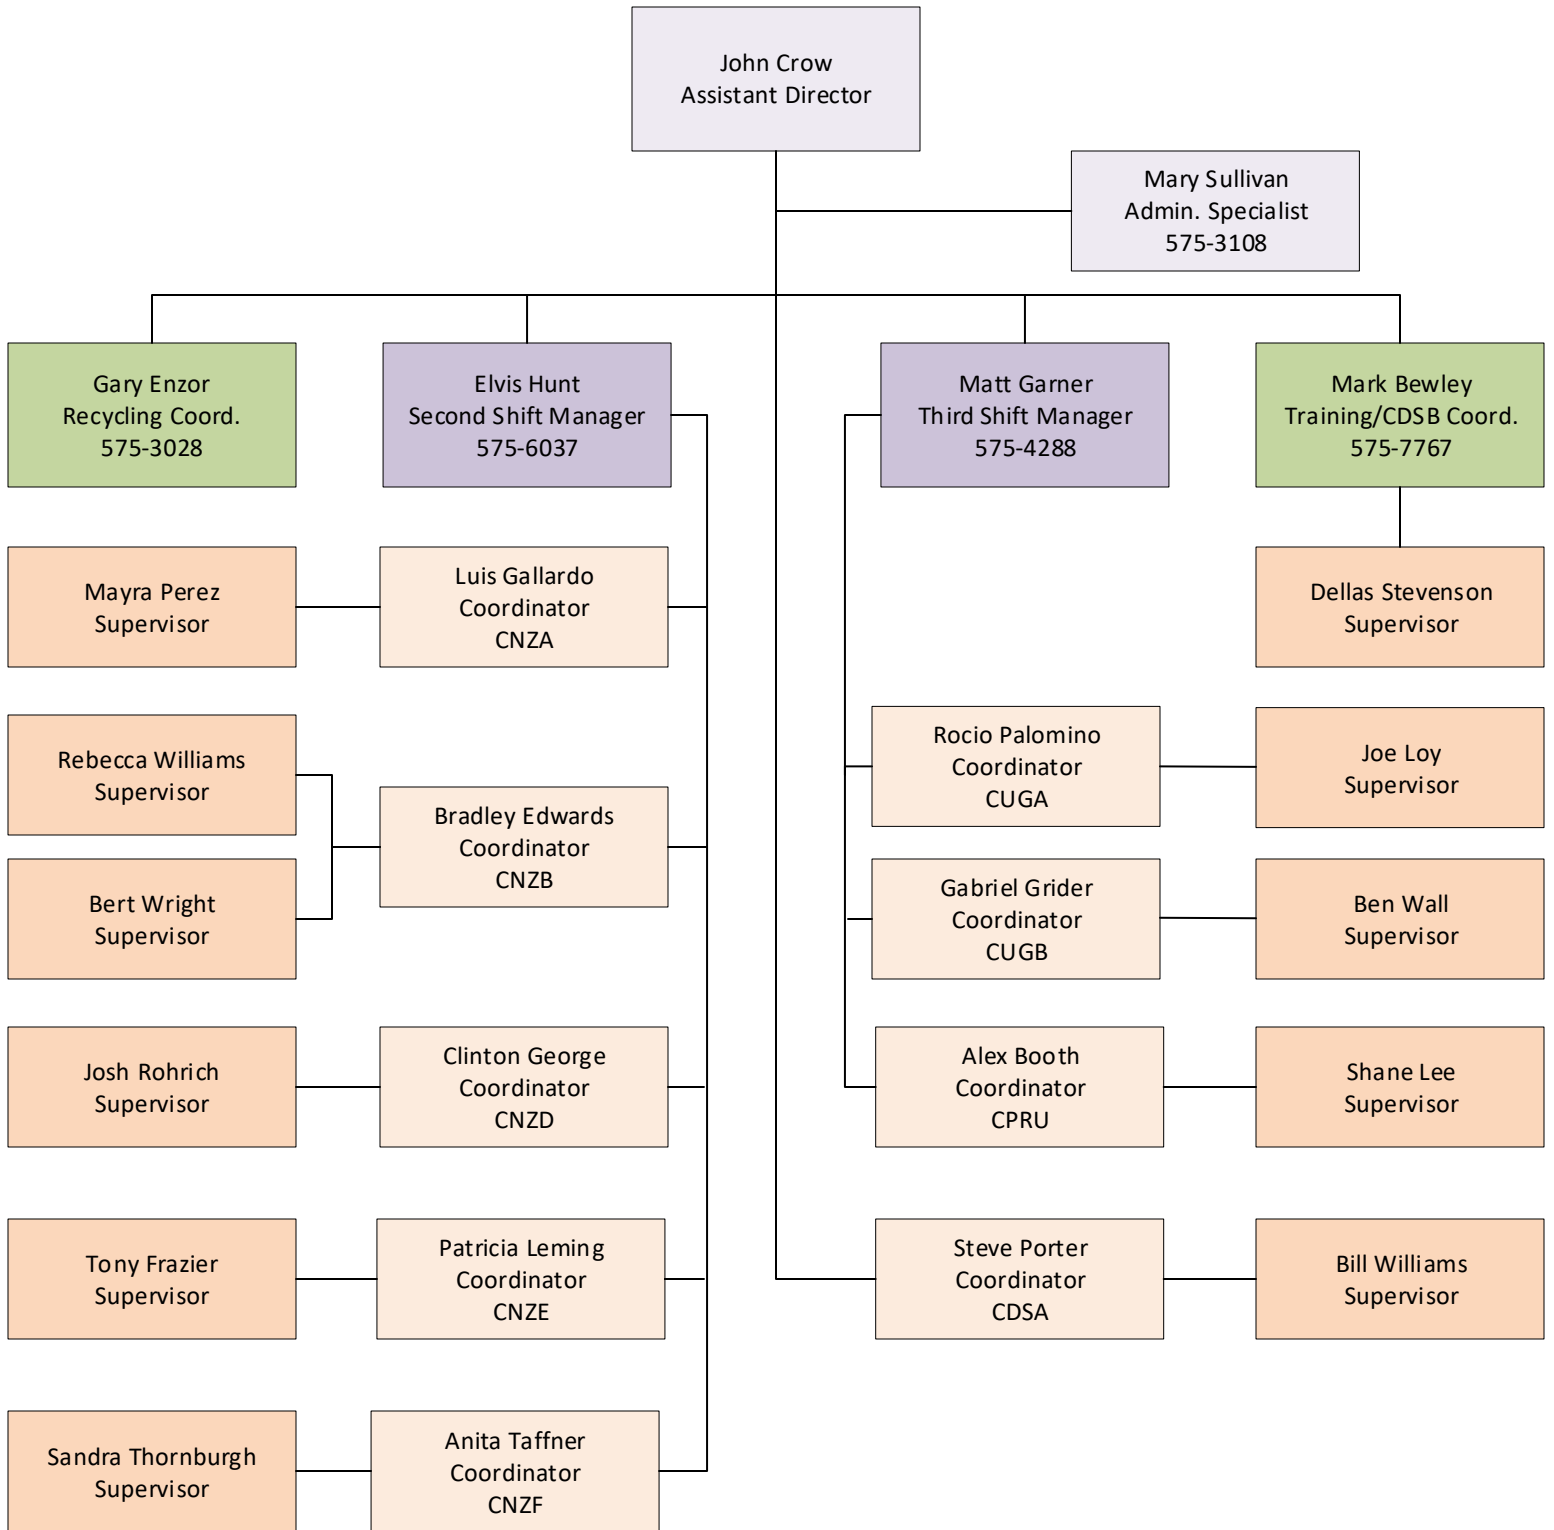 John Crow
Assistant Director
Mary Sullivan
Admin. Specialist
575-3108
Gary Enzor
Recycling Coord.
575-3028
Elvis Hunt
Second Shift Manager
575-6037
Matt Garner
Third Shift Manager
575-4288
Mark Bewley
Training/CDSB Coord.
575-7767
Mayra Perez
Supervisor
Luis Gallardo
Coordinator
CNZA
Dellas Stevenson
Supervisor
Rebecca Williams
Supervisor
Bradley Edwards
Coordinator
CNZB
Rocio Palomino
Coordinator
CUGA
Joe Loy
Supervisor
Bert Wright
Supervisor
Gabriel Grider
Coordinator
CUGB
Ben Wall
Supervisor
Josh Rohrich
Supervisor
Clinton George
Coordinator
CNZD
Alex Booth
Coordinator
CPRU
Shane Lee
Supervisor
Tony Frazier
Supervisor
Patricia Leming
Coordinator
CNZE
Steve Porter
Coordinator
CDSA
Bill Williams
Supervisor
Sandra Thornburgh
Supervisor
Anita Taffner
Coordinator
CNZF